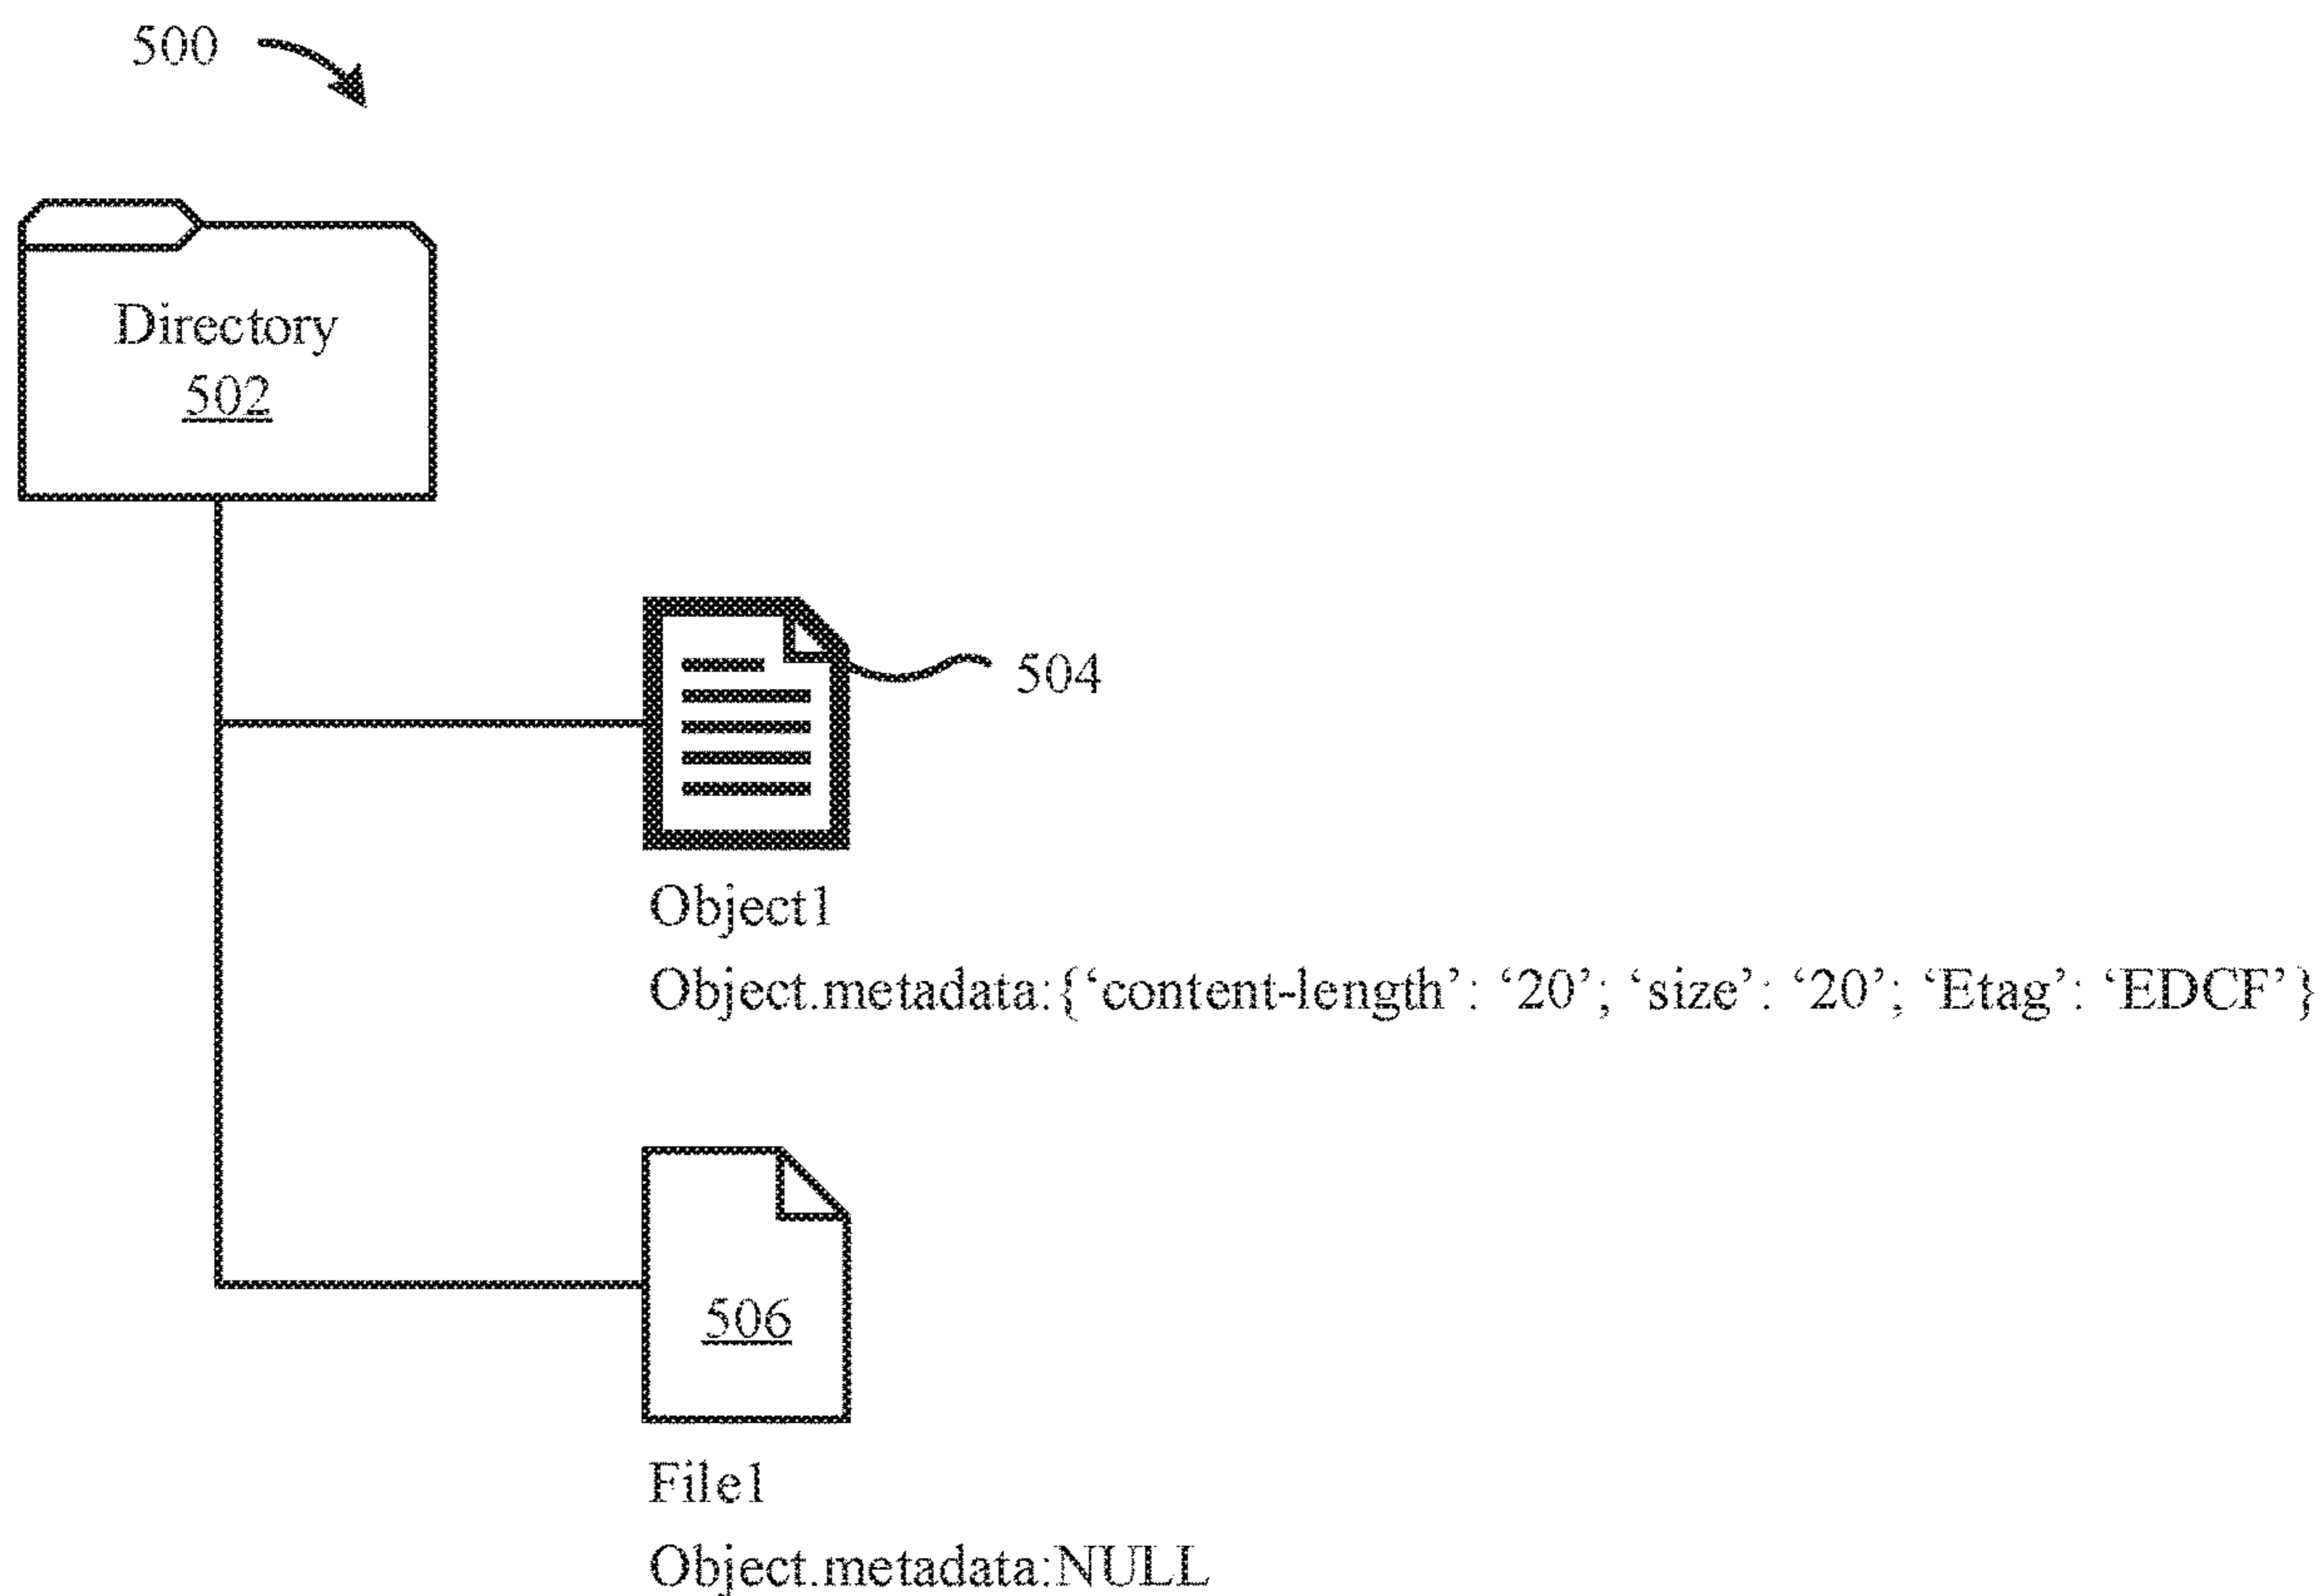 500
Directory
502
504
Object1
Object.metadata:{‘content-length’: ‘20’; ‘size’: ‘20’; ‘Etag’: ‘EDCF’}
506
File1
Object.metadata:NULL